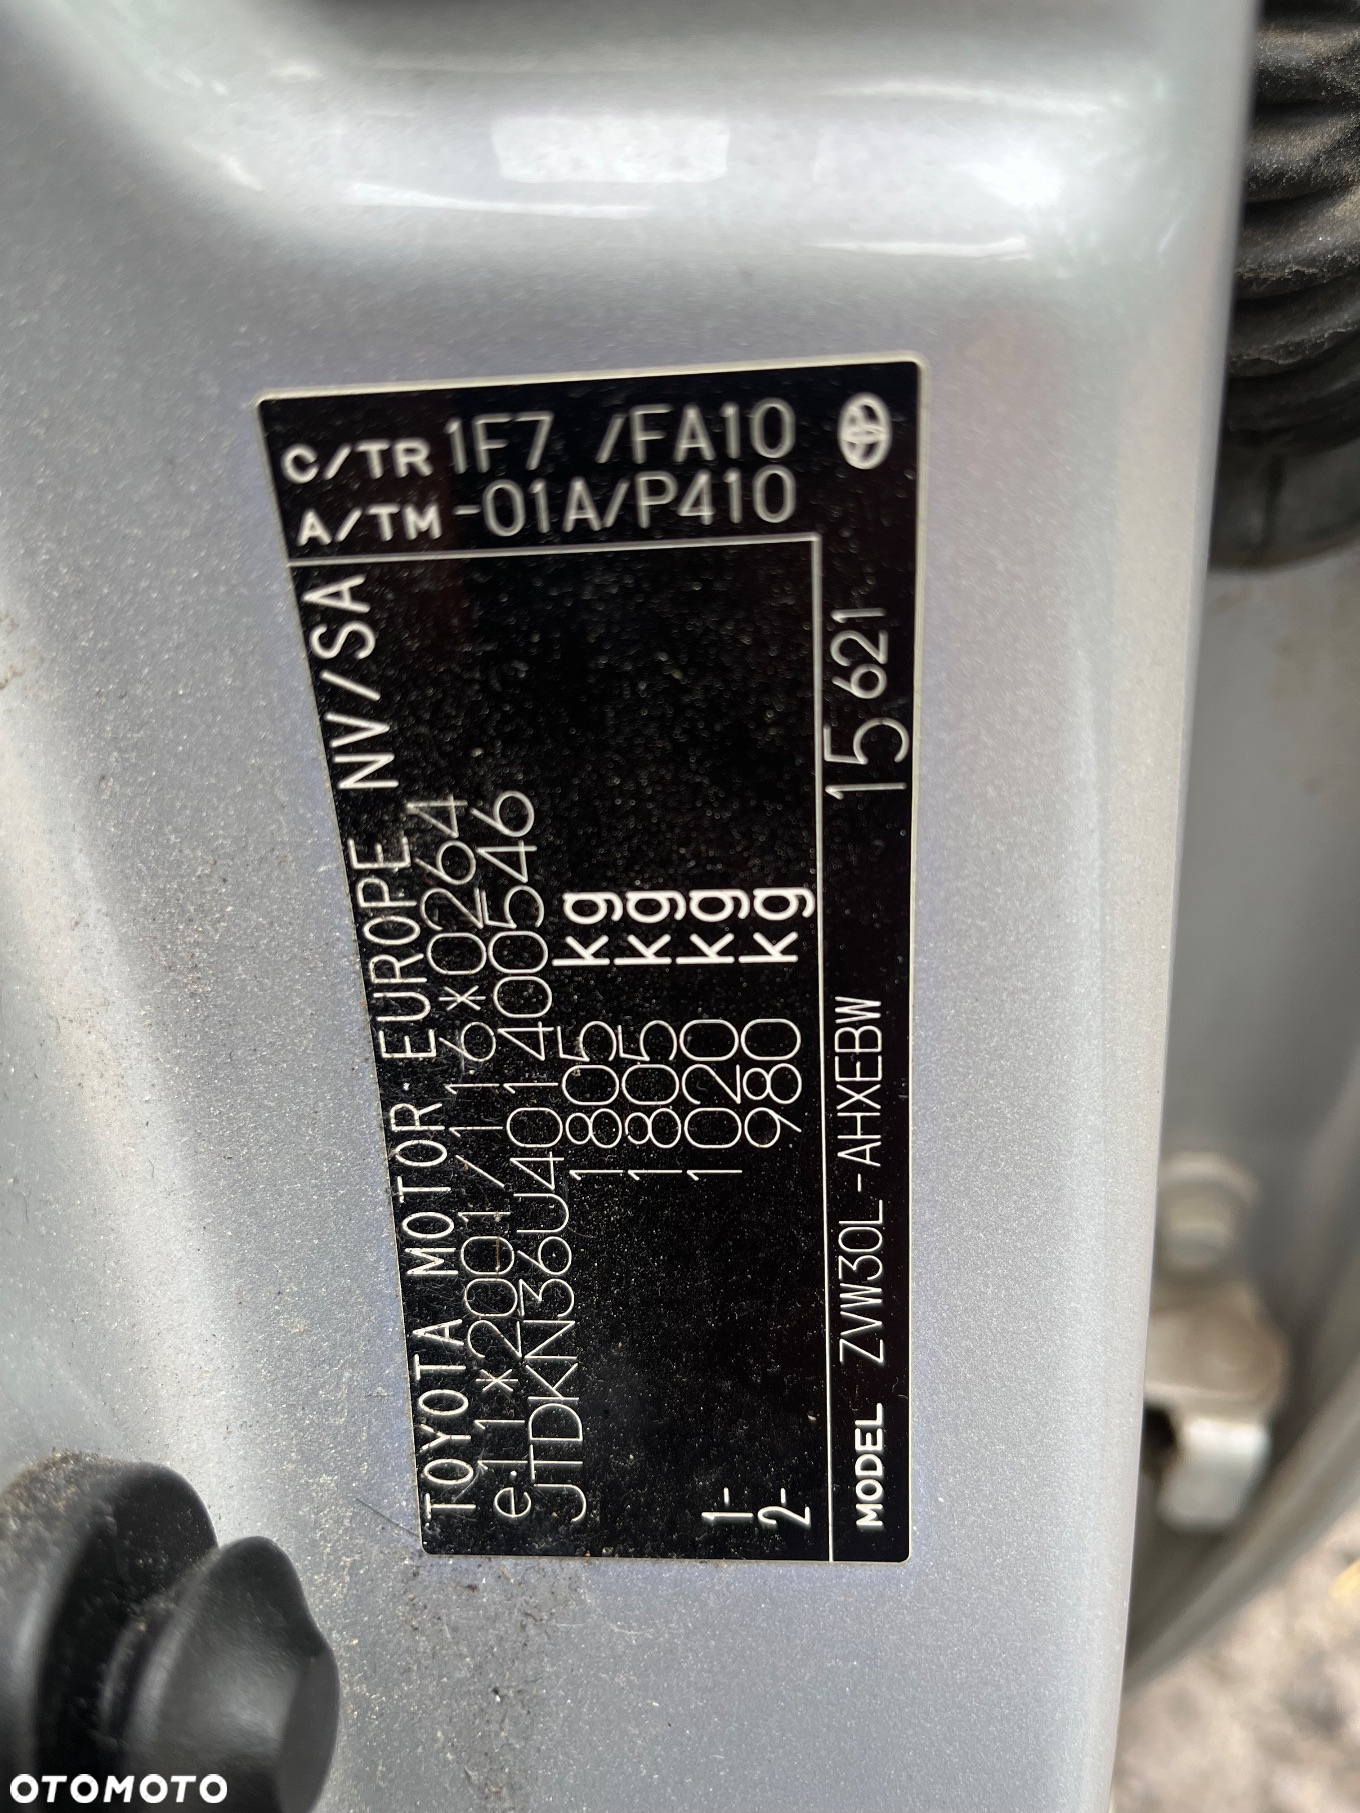 TOYOTA MOTOR EUROPE NV/SA
e11*2001/116*0264
JTDKN36U401400546
1805 kg
1805 kg
1- 1020 kg
2- 980 kg
C/TR 1F7 /FA10
A/TM -01A/P410
MODEL ZVW30L-AHXEBW 15 621
OTOMOTO